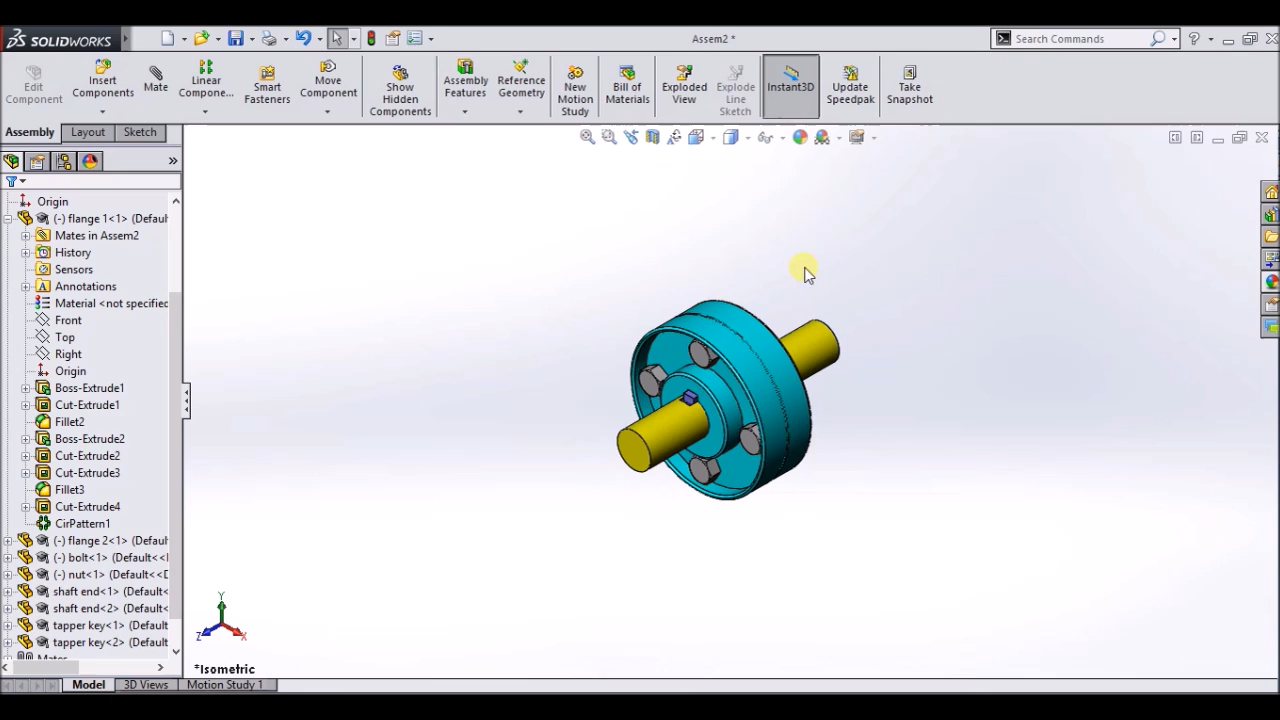 SOLIDWORKS
Assem2 *
Search Commands
Edit Component
Insert Components
Mate
Linear Compone...
Smart Fasteners
Move Component
Show Hidden Components
Assembly Features
Reference Geometry
New Motion Study
Bill of Materials
Exploded View
Explode Line Sketch
Instant3D
Update Speedpak
Take Snapshot
Assembly
Layout
Sketch
Origin
(-) flange 1<1> (Defaul
Mates in Assem2
History
Sensors
Annotations
Material <not specified
Front
Top
Right
Origin
Boss-Extrude1
Cut-Extrude1
Fillet2
Boss-Extrude2
Cut-Extrude2
Cut-Extrude3
Fillet3
Cut-Extrude4
CirPattern1
(-) flange 2<1> (Defaul
(-) bolt<1> (Default<<
(-) nut<1> (Default<<D
shaft end<1> (Default<
shaft end<2> (Default<
tapper key<1> (Default
tapper key<2> (Default
Mates
Y
Z
X
*Isometric
Model
3D Views
Motion Study 1